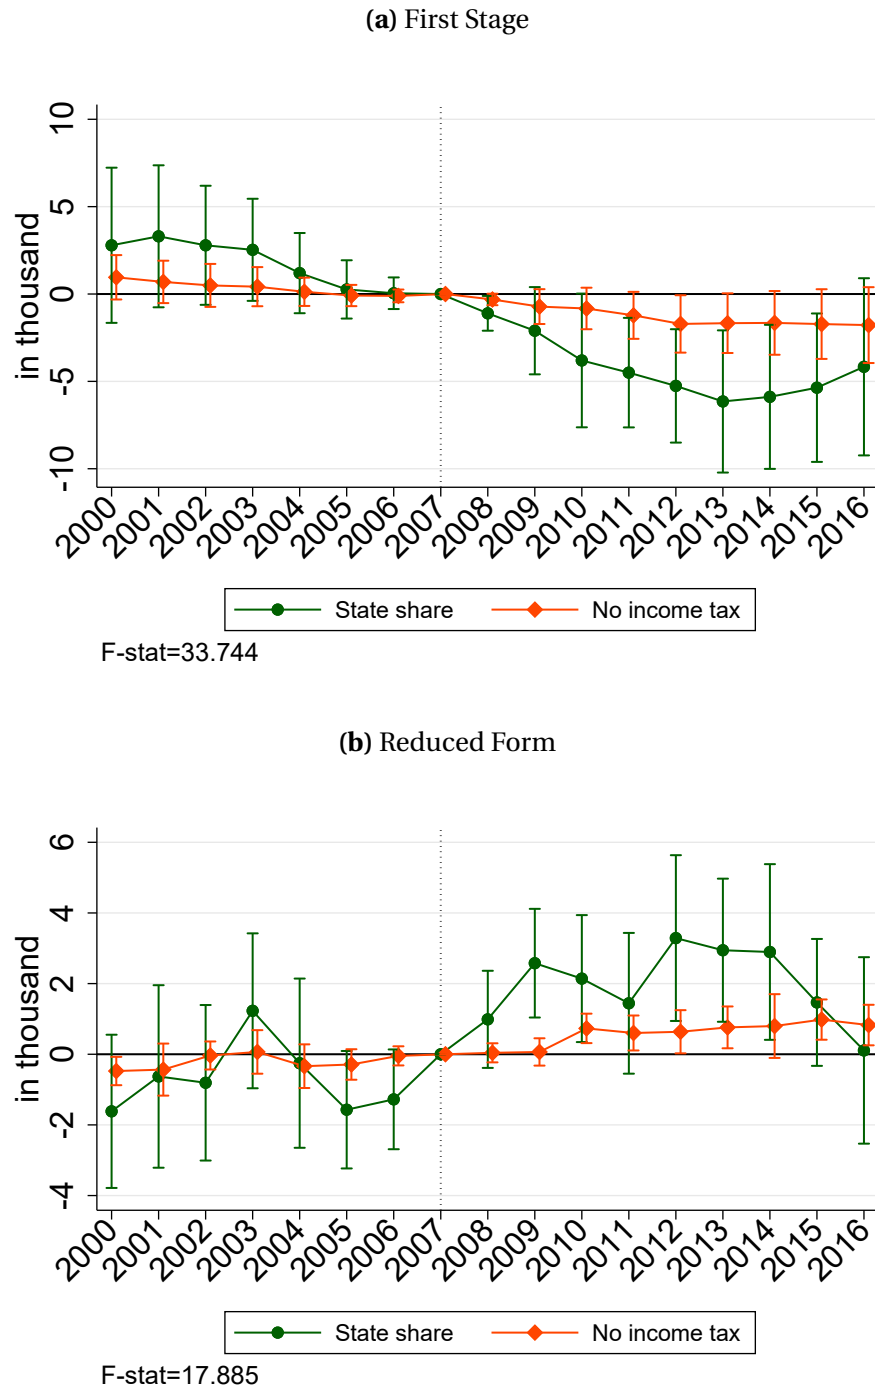 (a) First Stage
in thousand
10
5
0
-5
-10
2000 2001 2002 2003 2004 2005 2006 2007 2008 2009 2010 2011 2012 2013 2014 2015 2016
State share No income tax
F-stat=33.744
(b) Reduced Form
in thousand
6
4
2
0
-2
-4
2000 2001 2002 2003 2004 2005 2006 2007 2008 2009 2010 2011 2012 2013 2014 2015 2016
State share No income tax
F-stat=17.885